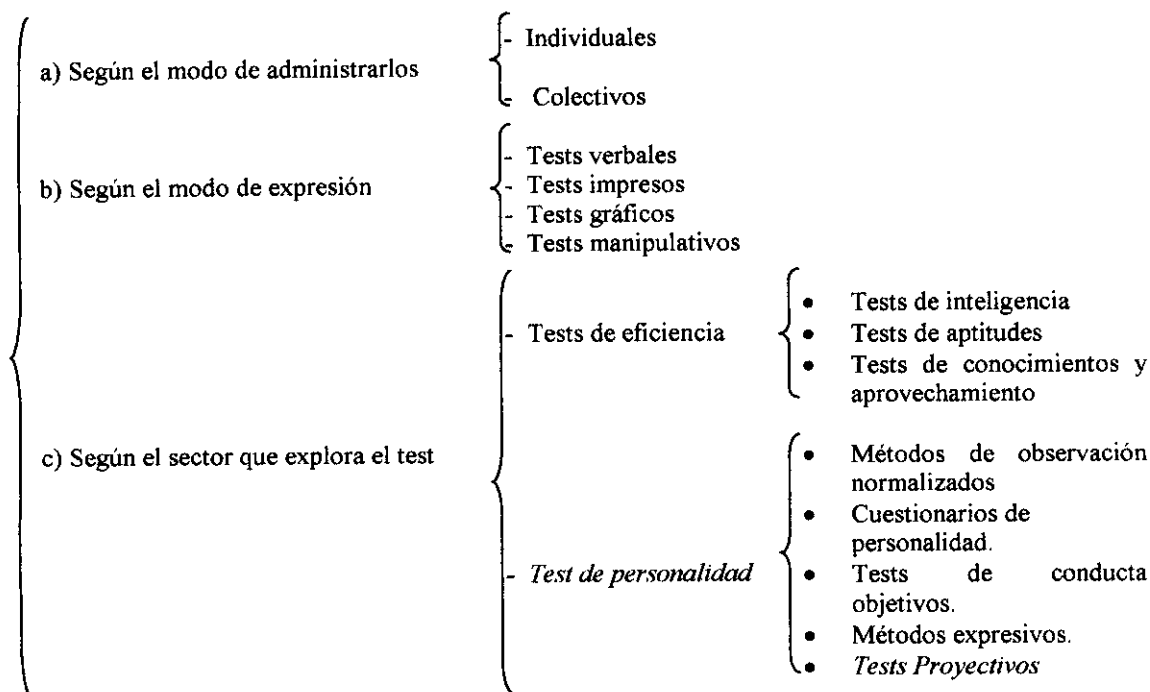 a) Según el modo de administrarlos
- Individuales
- Colectivos
b) Según el modo de expresión
- Tests verbales
- Tests impresos
- Tests gráficos
- Tests manipulativos
c) Según el sector que explora el test
- Tests de eficiencia
• Tests de inteligencia
• Tests de aptitudes
• Tests de conocimientos y
aprovechamiento
- Test de personalidad
• Métodos de observación
normalizados
• Cuestionarios de
personalidad.
• Tests de conducta
objetivos.
• Métodos expresivos.
• Tests Proyectivos